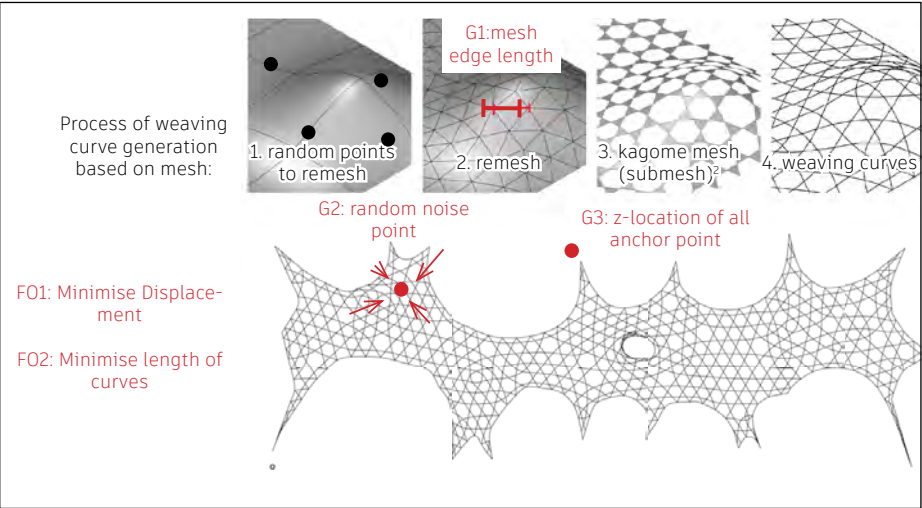 G1:mesh
edge length
Process of weaving
curve generation
based on mesh:
1. random points
to remesh
2. remesh
3. kagome mesh
(submesh)²
4. weaving curves
G2: random noise
point
G3: z-location of all
anchor point
FO1: Minimise Displace-
ment
FO2: Minimise length of
curves